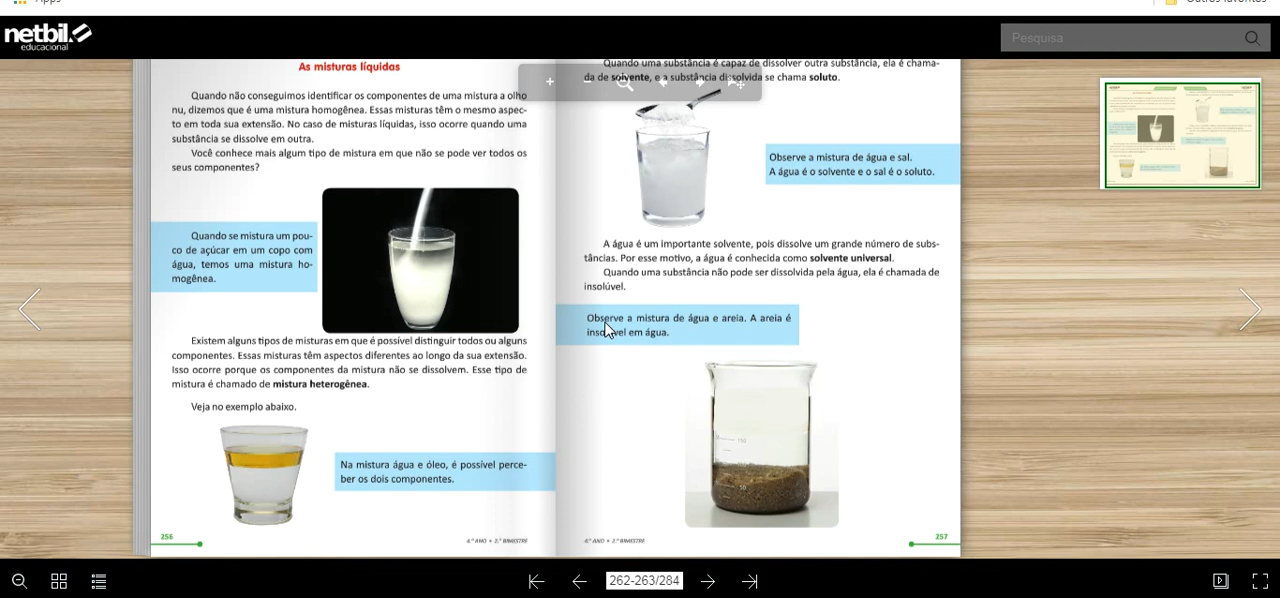 Apps
Outros favoritos
netbil
educacional
Pesquisa
As misturas líquidas
Quando não conseguimos identificar os componentes de uma mistura a olho
nu, dizemos que é uma mistura homogênea. Essas misturas têm o mesmo aspec-
to em toda sua extensão. No caso de misturas líquidas, isso ocorre quando uma
substância se dissolve em outra.
Você conhece mais algum tipo de mistura em que não se pode ver todos os
seus componentes?
Quando se mistura um pou-
co de açúcar em um copo com
água, temos uma mistura ho-
mogênea.
Existem alguns tipos de misturas em que é possível distinguir todos ou alguns
componentes. Essas misturas têm aspectos diferentes ao longo da sua extensão.
Isso ocorre porque os componentes da mistura não se dissolvem. Esse tipo de
mistura é chamado de mistura heterogênea.
Veja no exemplo abaixo.
Na mistura água e óleo, é possível perce-
ber os dois componentes.
256
4.º ANO • 2.º BIMESTRE
Quando uma substância é capaz de dissolver outra substância, ela é chama-
da de solvente, e a substância dissolvida se chama soluto.
Observe a mistura de água e sal.
A água é o solvente e o sal é o soluto.
A água é um importante solvente, pois dissolve um grande número de subs-
tâncias. Por esse motivo, a água é conhecida como solvente universal.
Quando uma substância não pode ser dissolvida pela água, ela é chamada de
insolúvel.
Observe a mistura de água e areia. A areia é
insolúvel em água.
150
50
4.º ANO • 2.º BIMESTRE
257
262-263/284